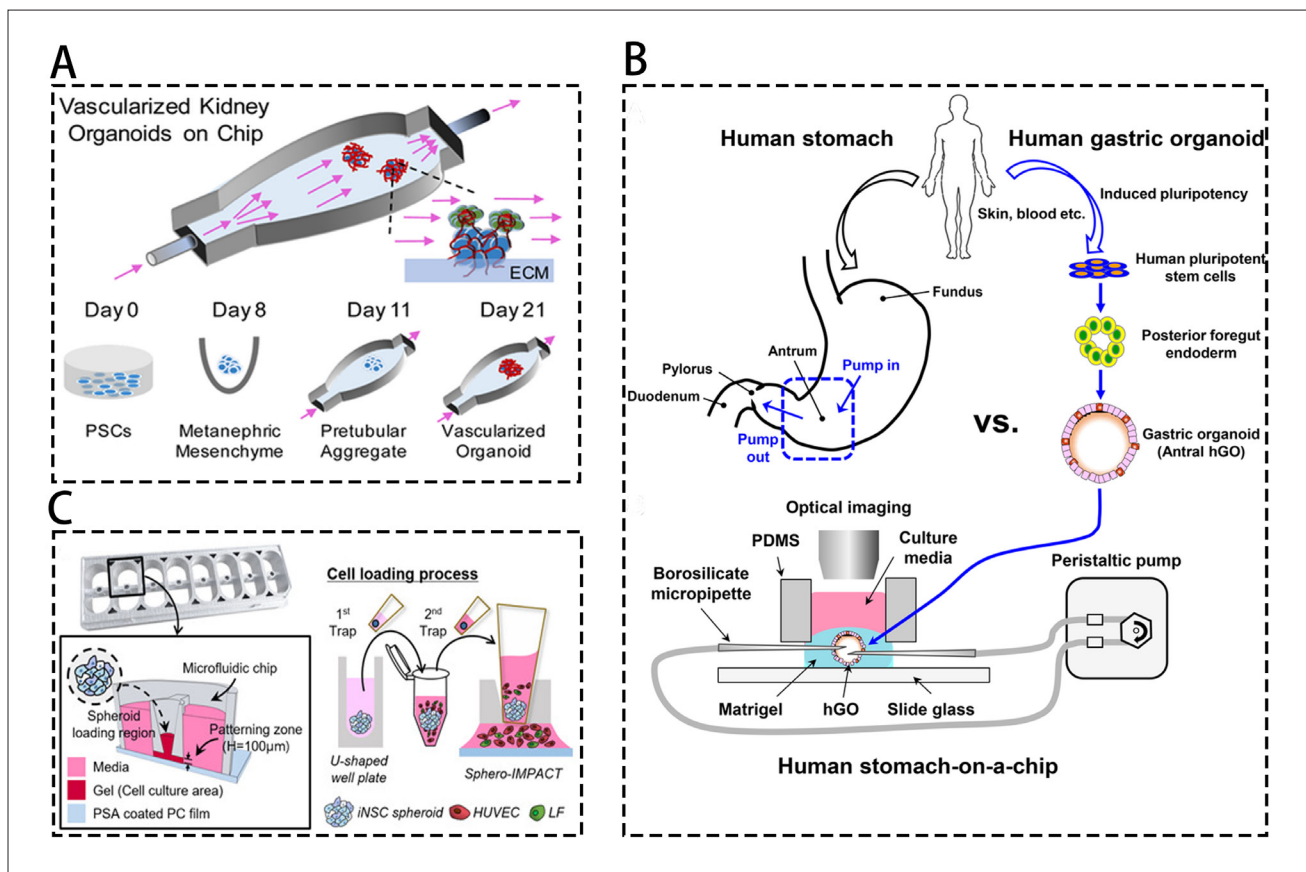 A
Vascularized Kidney
Organoids on Chip
ECM
Day 0
Day 8
Day 11
Day 21
PSCs
Metanephric
Mesenchyme
Pretubular
Aggregate
Vascularized
Organoid
B
Human stomach
Human gastric organoid
Induced pluripotency
Skin, blood etc.
Human pluripotent
stem cells
Fundus
Posterior foregut
endoderm
Antrum
Pump in
Pylorus
Duodenum
Pump
out
vs.
Gastric organoid
(Antral hGO)
Optical imaging
PDMS
Culture
media
Borosilicate
micropipette
Peristaltic pump
Matrigel
hGO
Slide glass
Human stomach-on-a-chip
C
Cell loading process
1st
Trap
2nd
Trap
Microfluidic chip
Spheroid
loading region
Patterning zone
(H=100μm)
Media
Gel (Cell culture area)
PSA coated PC film
U-shaped
well plate
Sphero-IMPACT
iNSC spheroid
HUVEC
LF